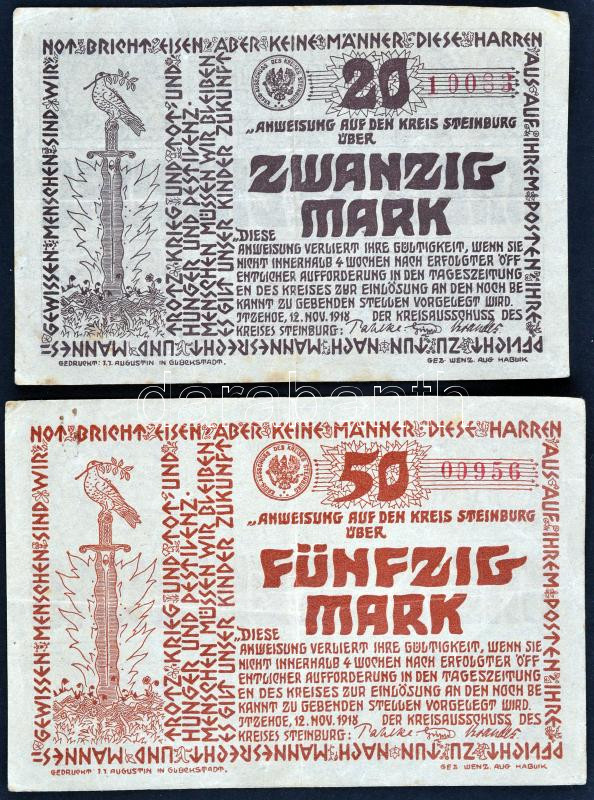 NOT BRICHT EISEN ABER KEINE MÄNNER DIESE HARREN
AUS AUF IHREM POSTEN IHRE
PFLICHT ZU TUN NACH MANNESRECHT UND MANNES
GEWISSEN MENSCHEN SIND WIR
TROTZ KRIEG UND TOT UND
HUNGER UND PESTILENZ.
MENSCHEN MÜSSEN WIR BLEIBEN
ES GILT UNSER KINDER ZUKUNFT
20
10083
„ANWEISUNG AUF DEN KREIS STEINBURG
ÜBER
ZWANZIG
MARK
„DIESE
ANWEISUNG VERLIERT IHRE GÜLTIGKEIT, WENN SIE
NICHT INNERHALB 4 WOCHEN NACH ERFOLGTER ÖFF
ENTLICHER AUFFORDERUNG IN DEN TAGESZEITUNG
EN DES KREISES ZUR EINLÖSUNG AN DEN NOCH BE
KANNT ZU GEBENDEN STELLEN VORGELEGT WIRD.
ITZEHOE, 12. NOV. 1918 DER KREISAUSSCHUSS DES
KREISES STEINBURG:
GEDRUCKT: J.J. AUGUSTIN IN GLÜCKSTADT.
GEZ. WENZ. AUG HABLIK
darabanth
NOT BRICHT EISEN ABER KEINE MÄNNER DIESE HARREN
AUS AUF IHREM POSTEN IHRE
PFLICHT ZU TUN NACH MANNESRECHT UND MANNES
GEWISSEN MENSCHEN SIND WIR
TROTZ KRIEG UND TOT UND
HUNGER UND PESTILENZ.
MENSCHEN MÜSSEN WIR BLEIBEN
ES GILT UNSER KINDER ZUKUNFT
50
00956
„ANWEISUNG AUF DEN KREIS STEINBURG
ÜBER
FÜNFZIG
MARK
„DIESE
ANWEISUNG VERLIERT IHRE GÜLTIGKEIT, WENN SIE
NICHT INNERHALB 4 WOCHEN NACH ERFOLGTER ÖFF
ENTLICHER AUFFORDERUNG IN DEN TAGESZEITUNG
EN DES KREISES ZUR EINLÖSUNG AN DEN NOCH BE
KANNT ZU GEBENDEN STELLEN VORGELEGT WIRD.
ITZEHOE, 12. NOV. 1918 DER KREISAUSSCHUSS DES
KREISES STEINBURG:
GEDRUCKT J.J. AUGUSTIN IN GLÜCKSTADT.
GEZ WENZ. AUG HABLIK